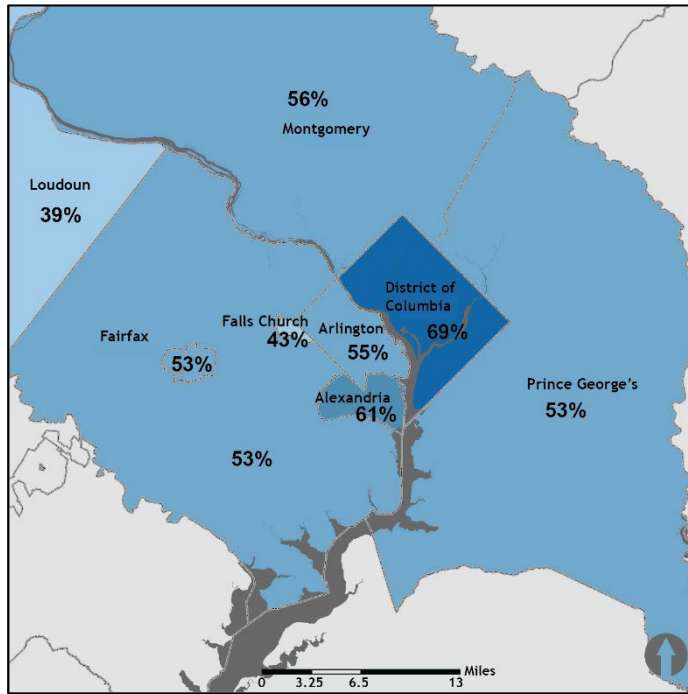 56%
Montgomery
Loudoun
39%
District of
Columbia
69%
Falls Church
43%
Arlington
55%
Fairfax
53%
Alexandria
61%
Prince George's
53%
53%
Miles
0 3.25 6.5 13